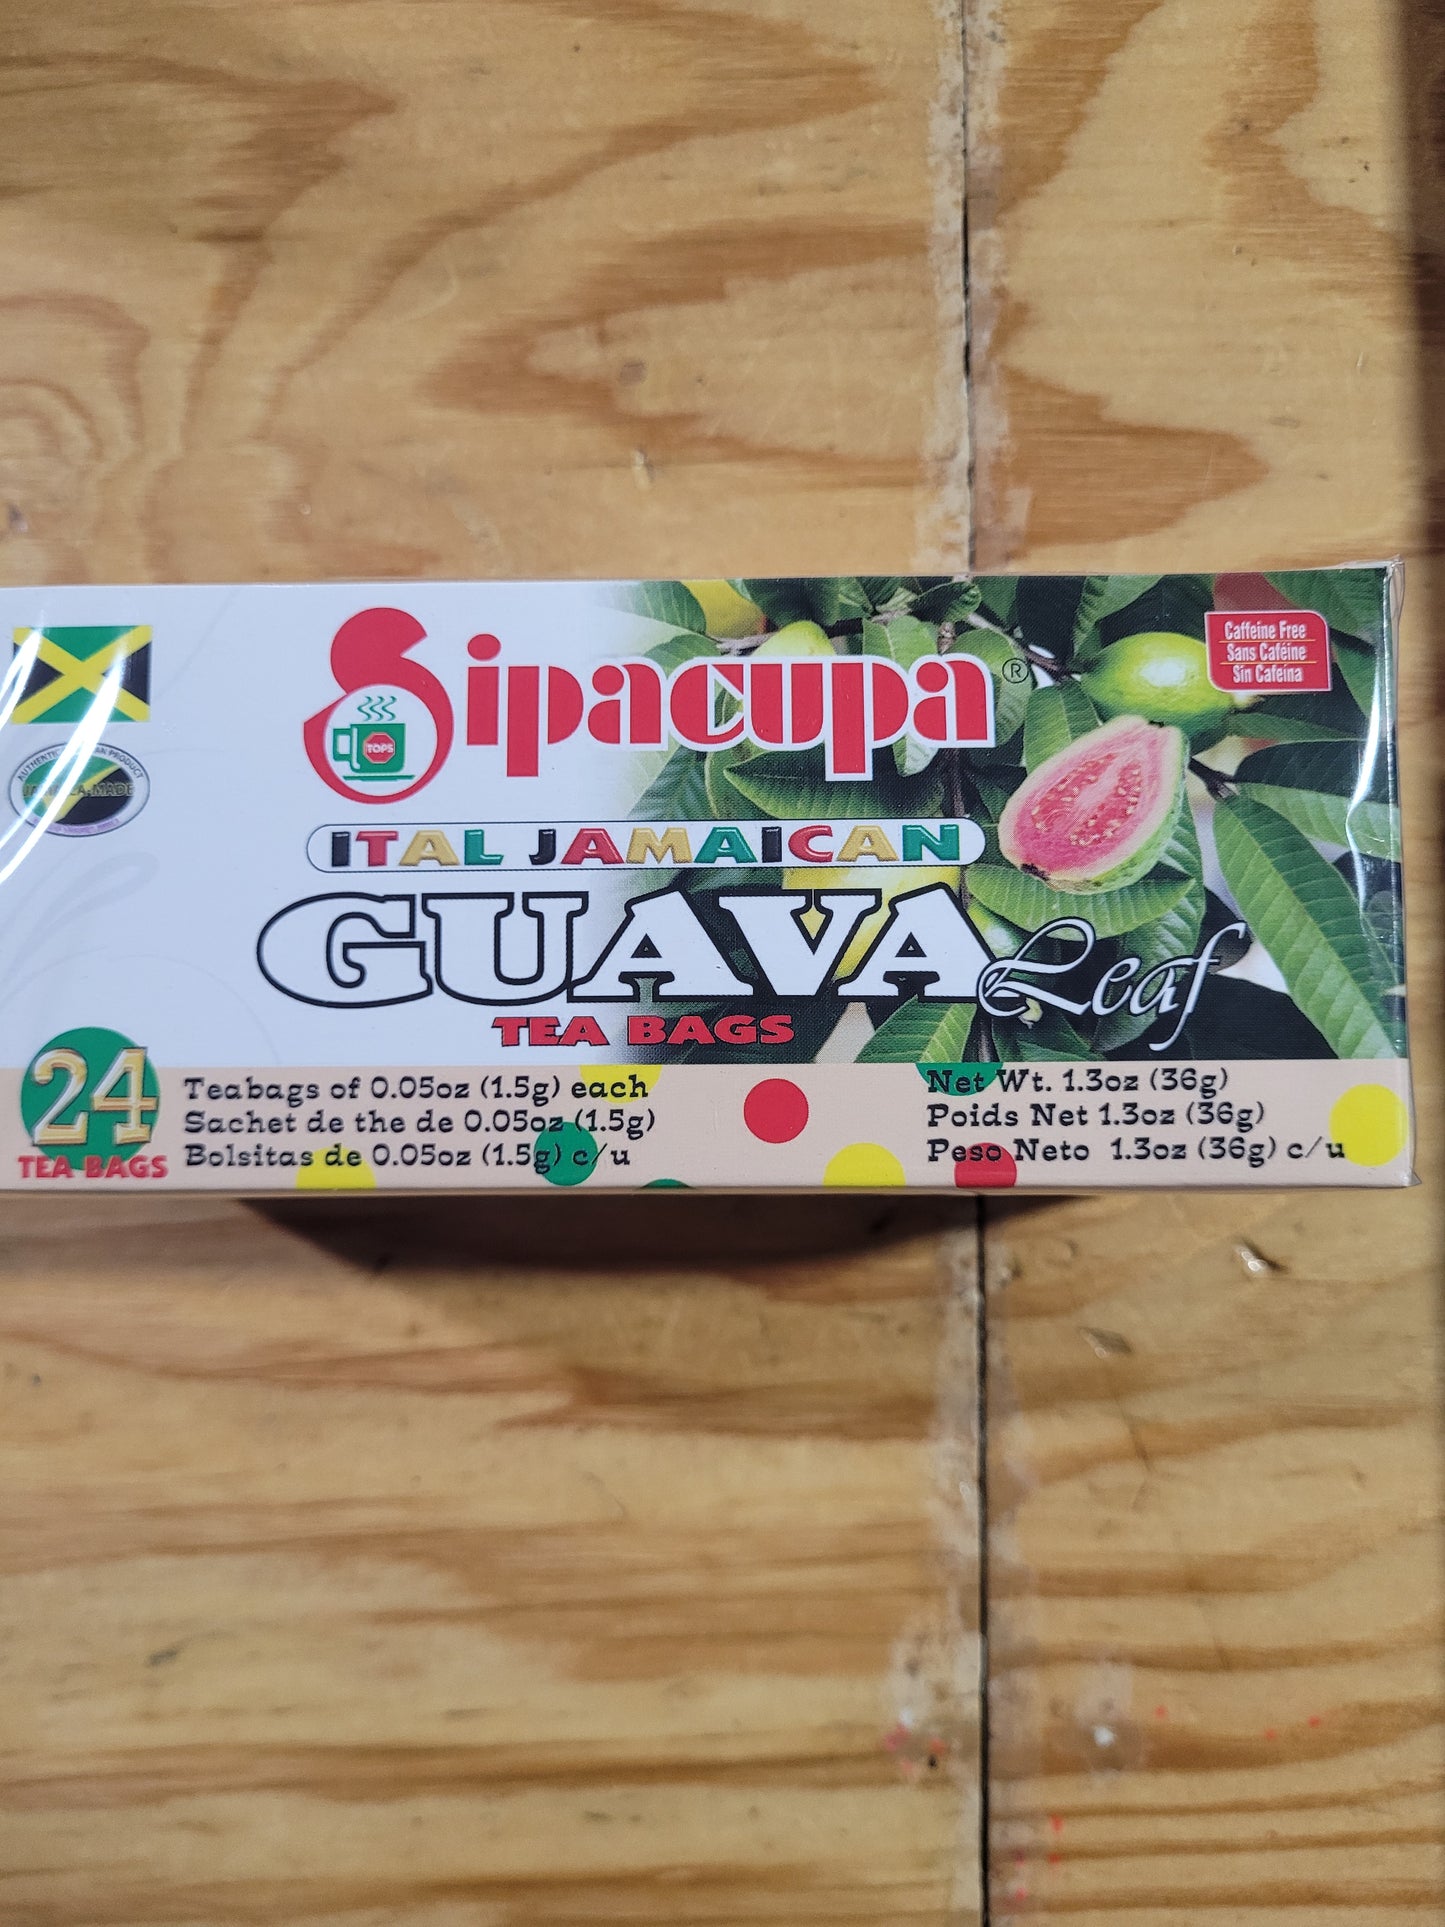 Sipacupa®
TOPS
Caffeine Free
Sans Caféine
Sin Cafeína
ITAL JAMAICAN
GUAVA Leaf
TEA BAGS
24
TEA BAGS
Teabags of 0.05oz (1.5g) each
Sachet de the de 0.05oz (1.5g)
Bolsitas de 0.05oz (1.5g) c/u
Net Wt. 1.3oz (36g)
Poids Net 1.3oz (36g)
Peso Neto 1.3oz (36g) c/u